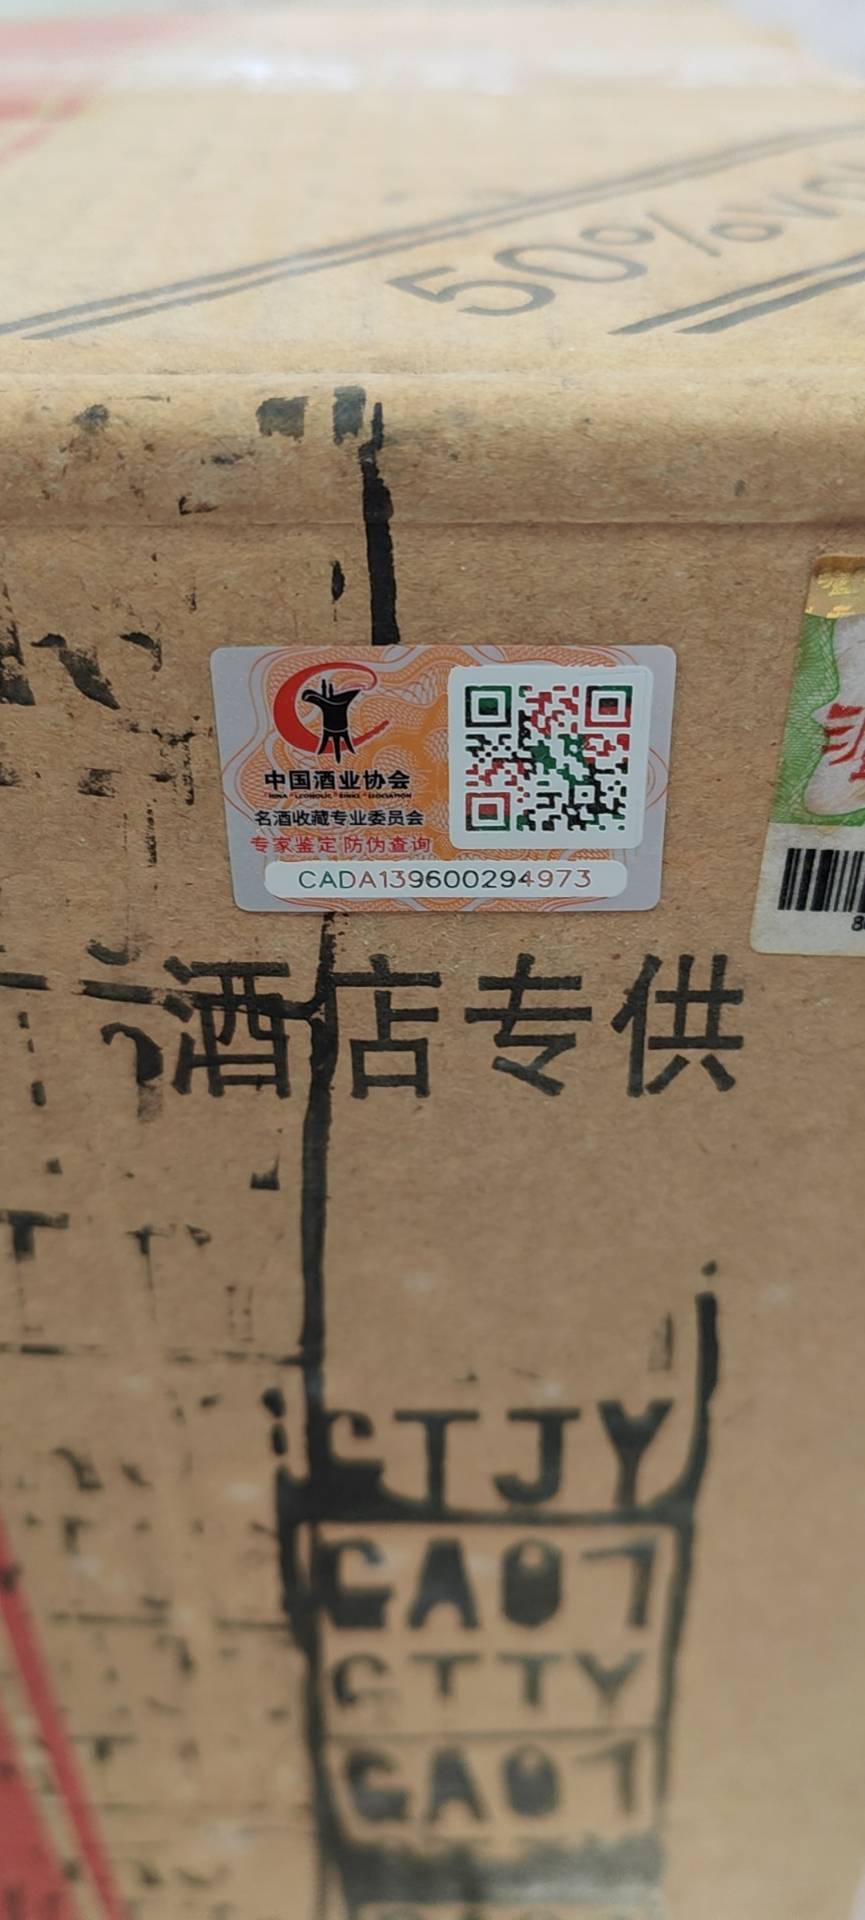 50%vo
中国酒业协会
名酒收藏专业委员会
专家鉴定 防伪查询
CADA139600294973
酒店专供
CTJY
CA07
CTTY
CA07